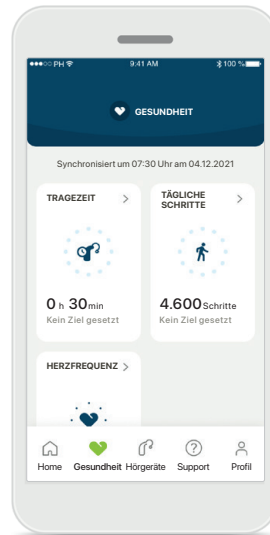 PH 9:41 AM 100 %
GESUNDHEIT
Synchronisiert um 07:30 Uhr am 04.12.2021
TRAGEZEIT >
0 h 30 min
Kein Ziel gesetzt
TÄGLICHE >
SCHRITTE
4.600 Schritte
Kein Ziel gesetzt
HERZFREQUENZ >
Home Gesundheit Hörgeräte Support Profil